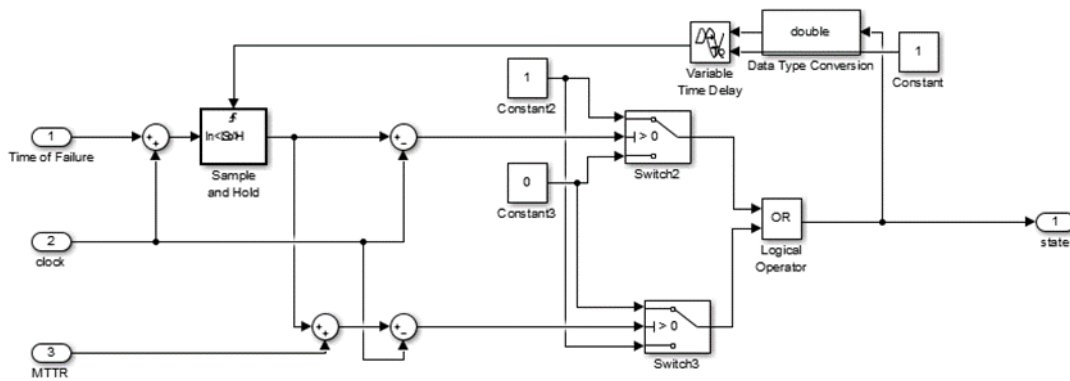 double
Data Type Conversion
1
Constant
Variable
Time Delay
1
Constant2
1
Time of Failure
Sample
and Hold
> 0
Switch2
0
Constant3
OR
Logical
Operator
1
state
2
clock
> 0
Switch3
3
MTTR